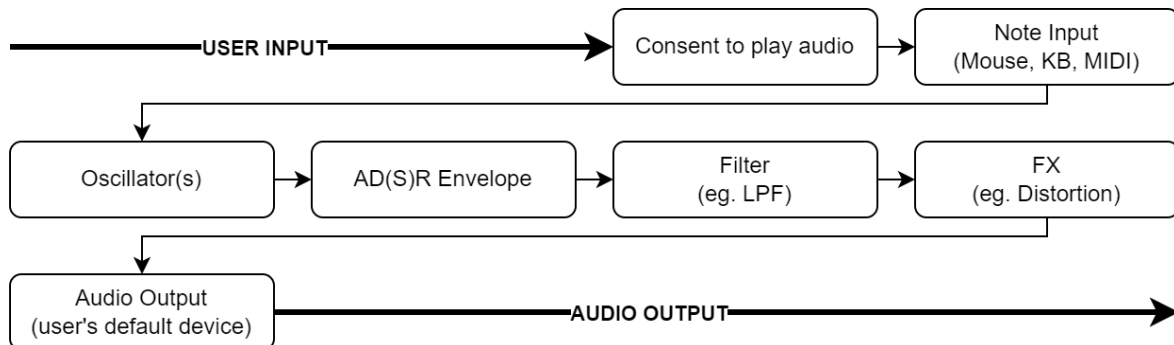 USER INPUT
Consent to play audio
Note Input
(Mouse, KB, MIDI)
Oscillator(s)
AD(S)R Envelope
Filter
(eg. LPF)
FX
(eg. Distortion)
Audio Output
(user's default device)
AUDIO OUTPUT